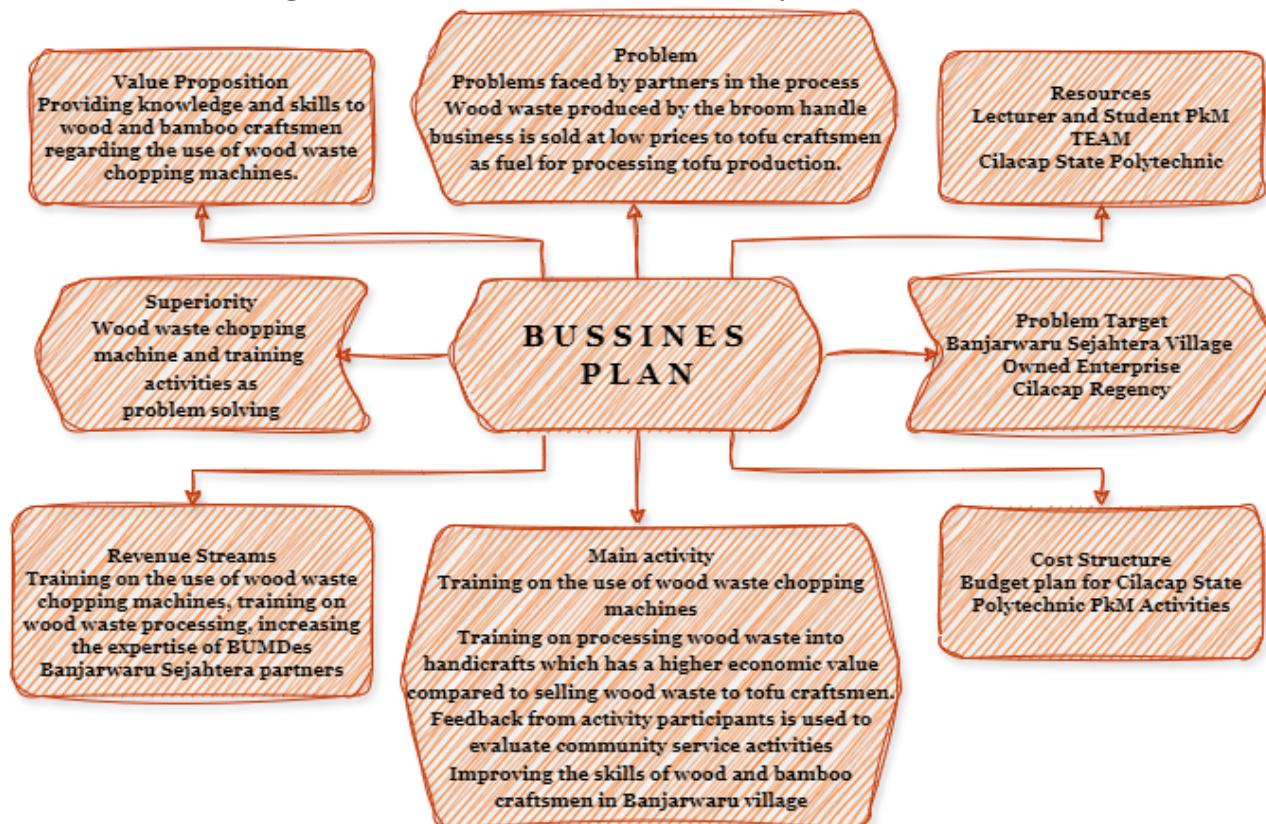 Value Proposition
Providing knowledge and skills to
wood and bamboo craftsmen
regarding the use of wood waste
chopping machines.
Problem
Problems faced by partners in the process
Wood waste produced by the broom handle
business is sold at low prices to tofu craftsmen
as fuel for processing tofu production.
Resources
Lecturer and Student PkM
TEAM
Cilacap State Polytechnic
Superiority
Wood waste chopping
machine and training
activities as
problem solving
BUSSINES
PLAN
Problem Target
Banjarwaru Sejahtera Village
Owned Enterprise
Cilacap Regency
Revenue Streams
Training on the use of wood waste
chopping machines, training on
wood waste processing, increasing
the expertise of BUMDes
Banjarwaru Sejahtera partners
Main activity
Training on the use of wood waste chopping
machines
Training on processing wood waste into
handicrafts which has a higher economic value
compared to selling wood waste to tofu craftsmen.
Feedback from activity participants is used to
evaluate community service activities
Improving the skills of wood and bamboo
craftsmen in Banjarwaru village
Cost Structure
Budget plan for Cilacap State
Polytechnic PkM Activities